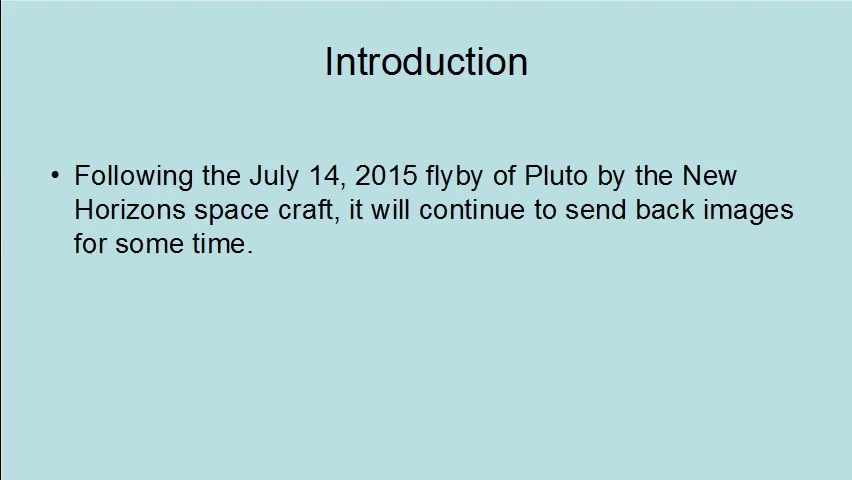 Introduction
• Following the July 14, 2015 flyby of Pluto by the New
Horizons space craft, it will continue to send back images
for some time.